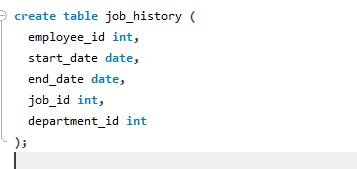 create table job_history (
employee_id int,
start_date date,
end_date date,
job_id int,
department_id int
);